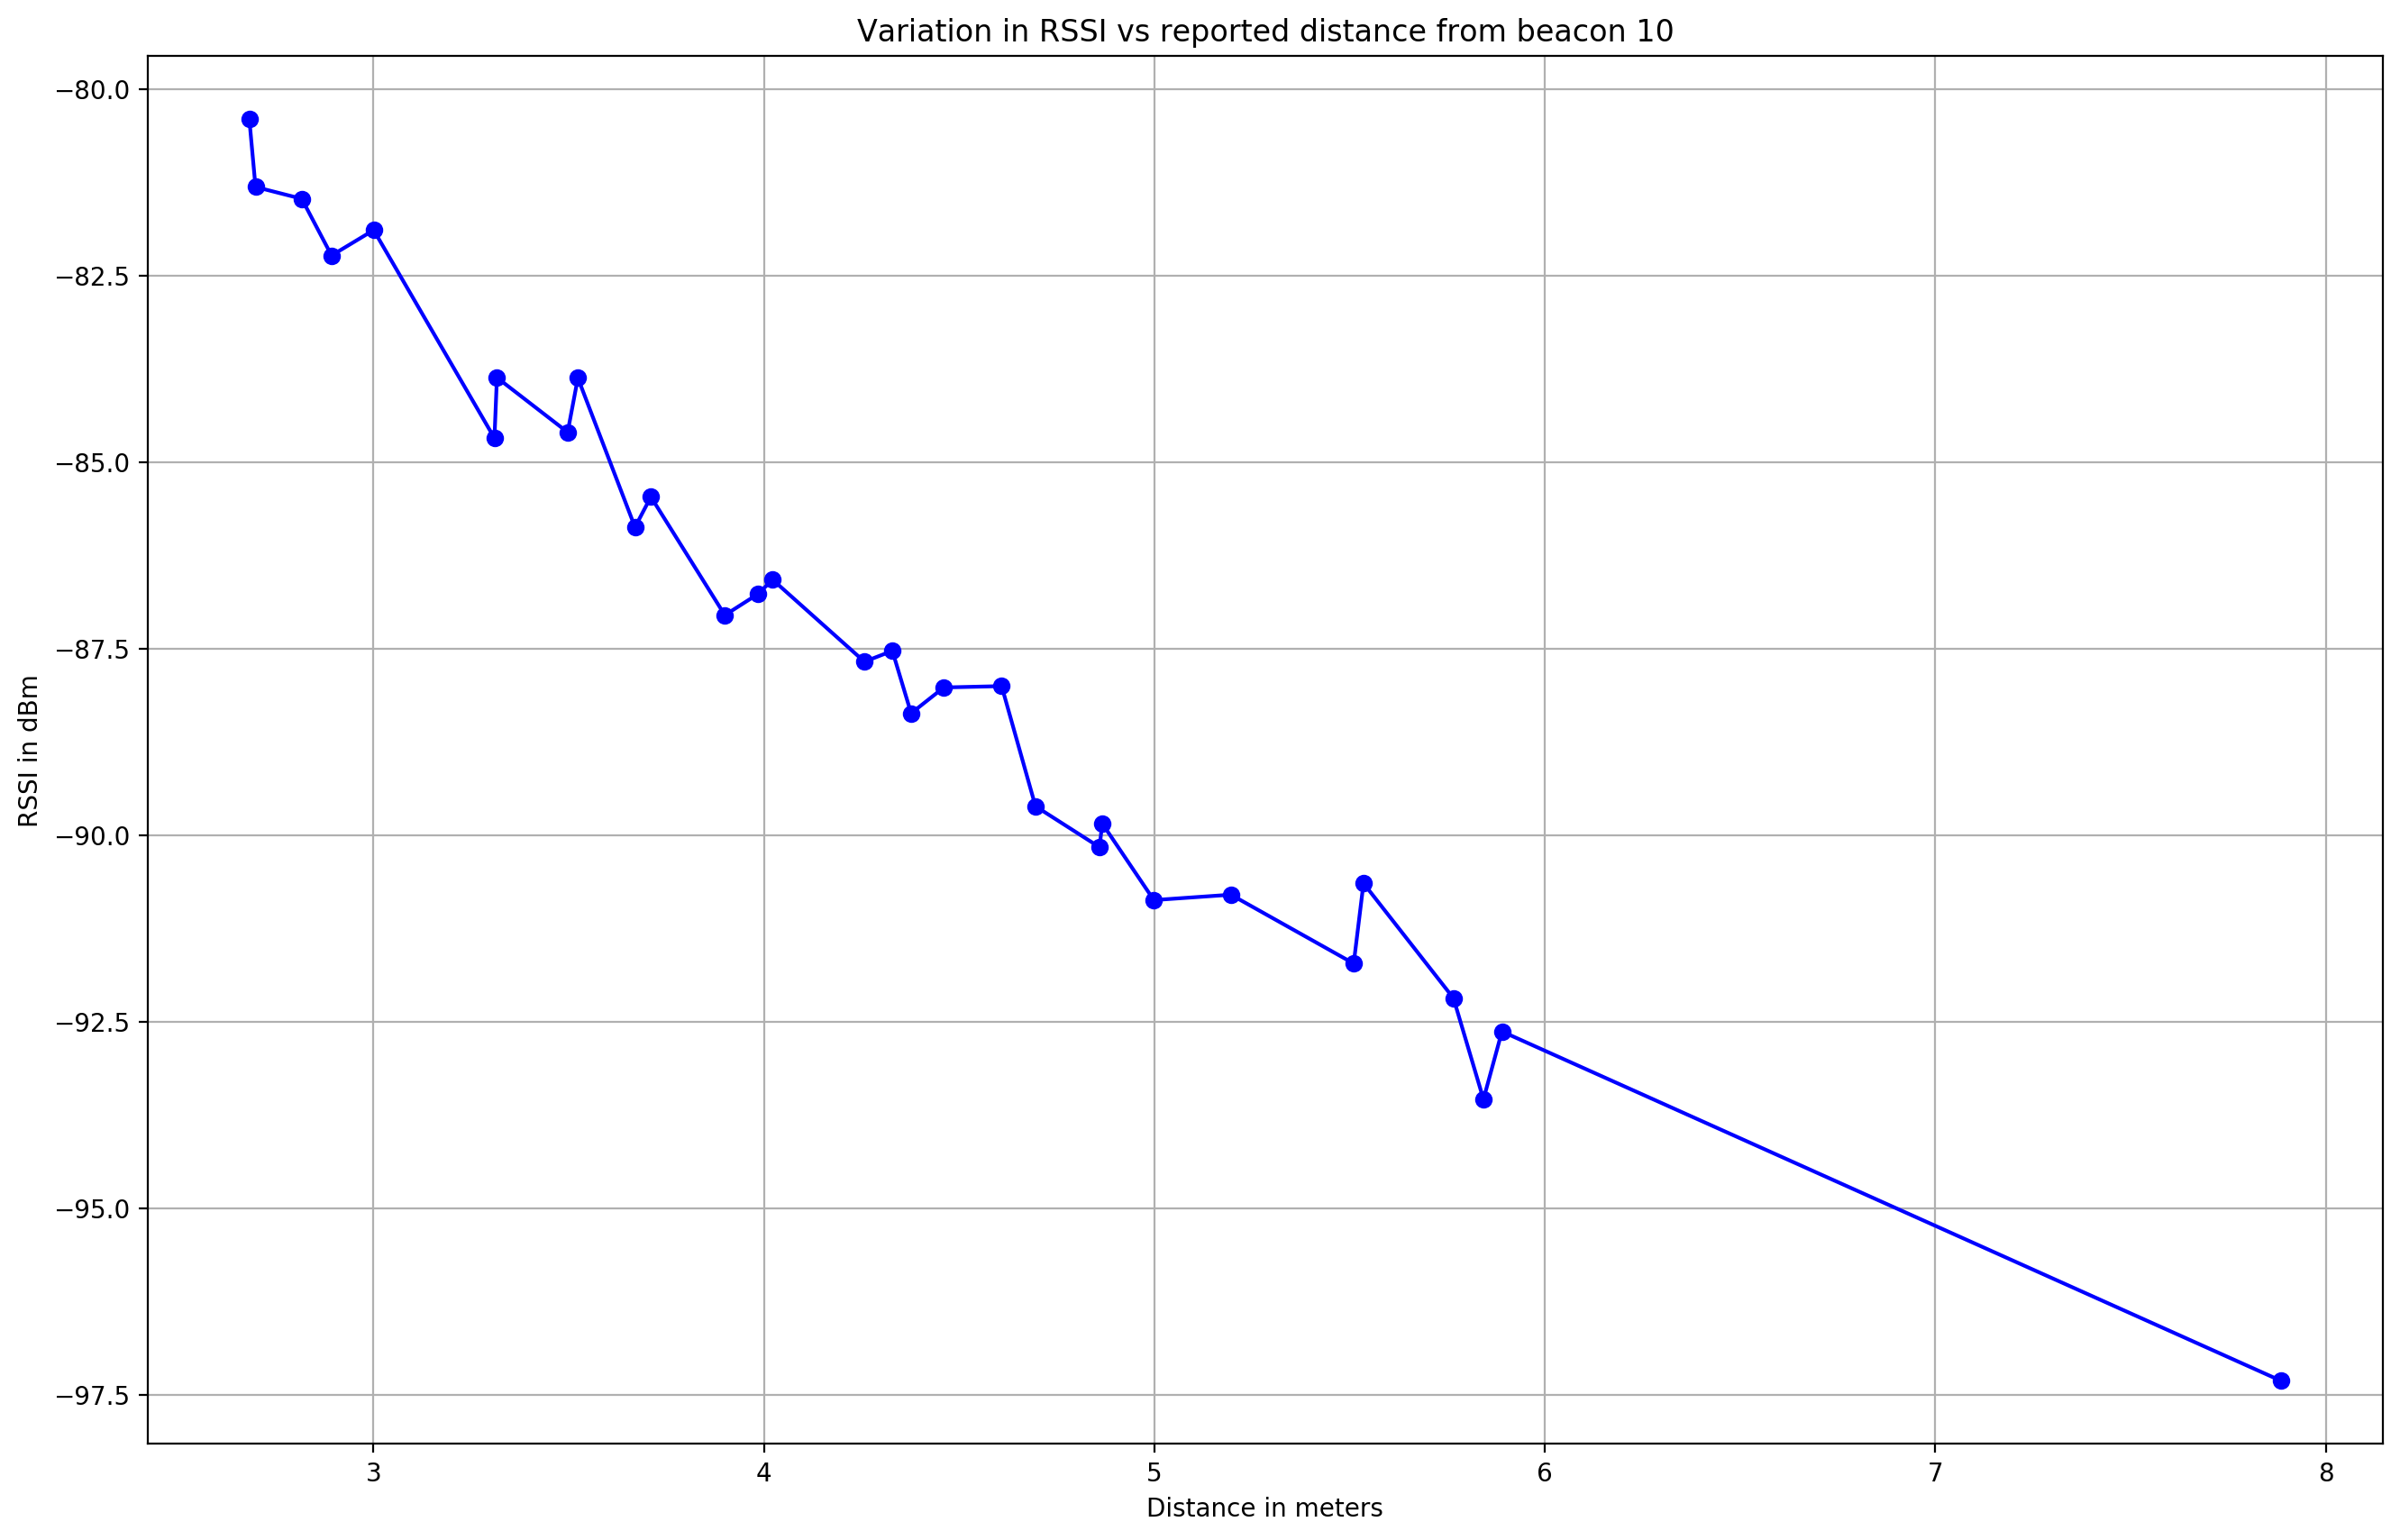 Variation in RSSI vs reported distance from beacon 10
−80.0
−82.5
−85.0
−87.5
−90.0
−92.5
−95.0
−97.5
RSSI in dBm
3 4 5 6 7 8
Distance in meters